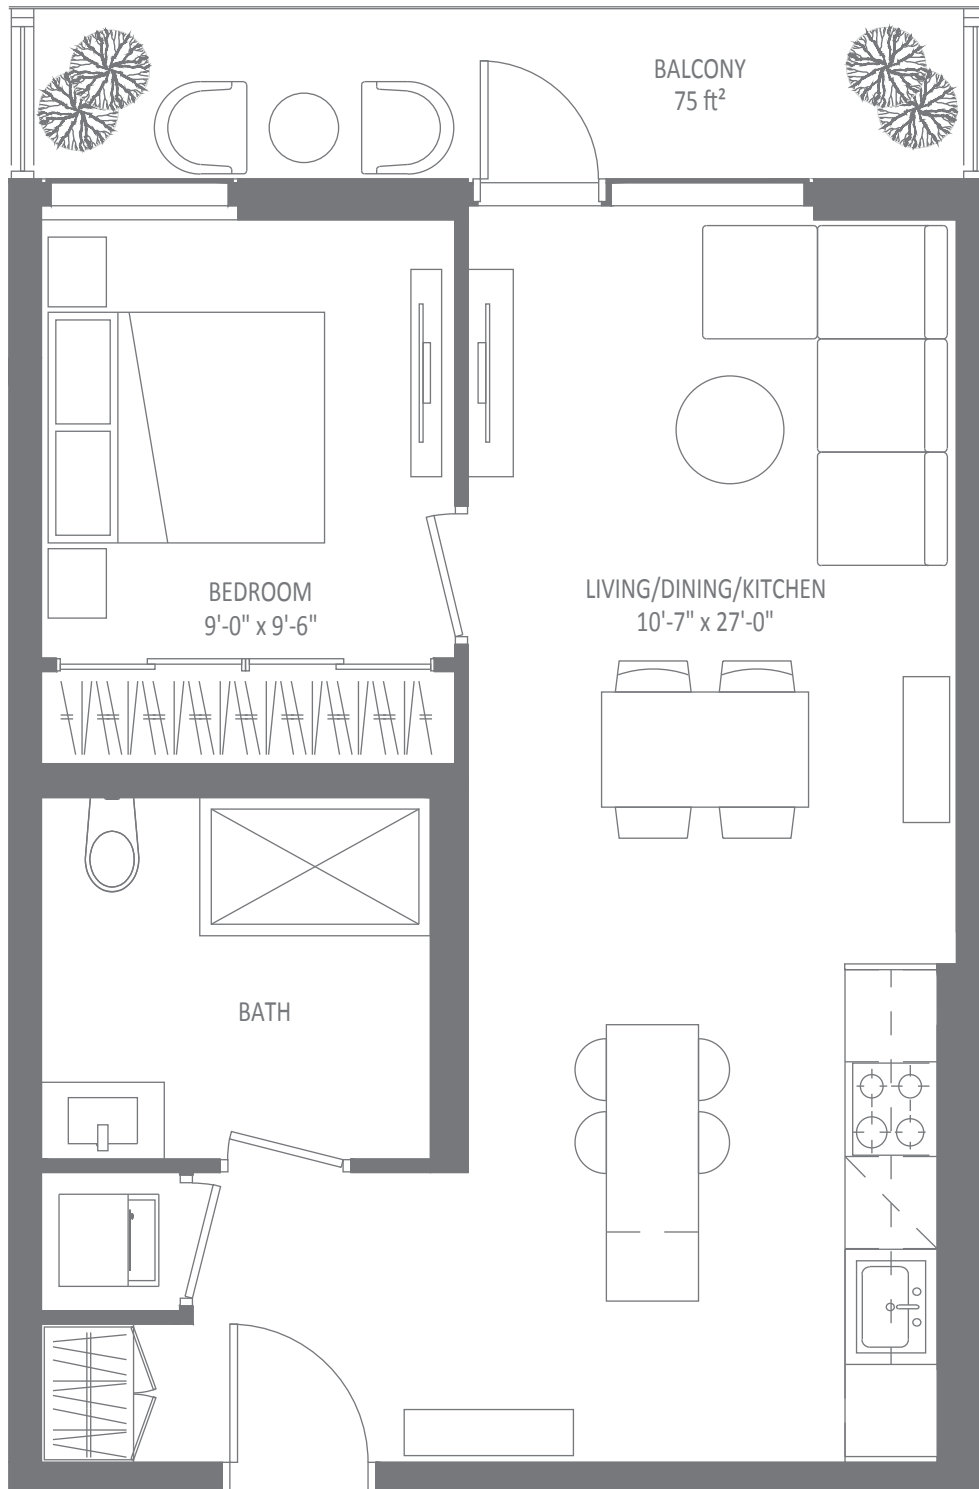 BALCONY
75 ft²
BEDROOM
9'-0" x 9'-6"
LIVING/DINING/KITCHEN
10'-7" x 27'-0"
BATH